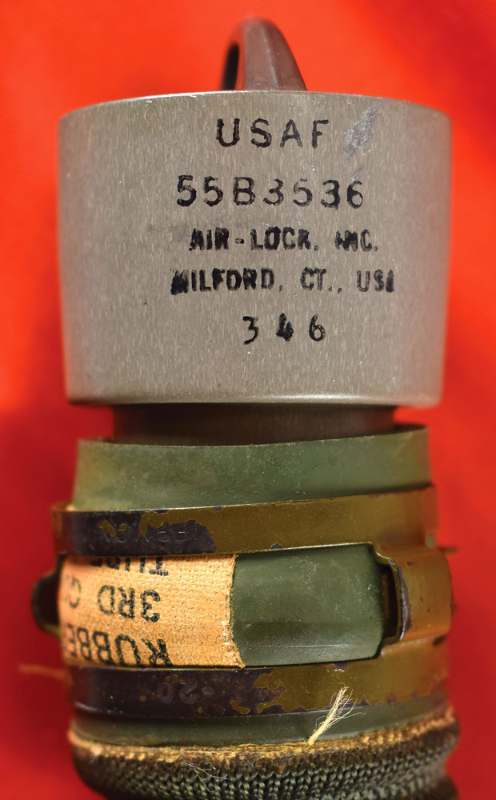 USAF
55B3536
AIR-LOCK, INC.
MILFORD, CT., USA
346
RUBBE
3RD Q